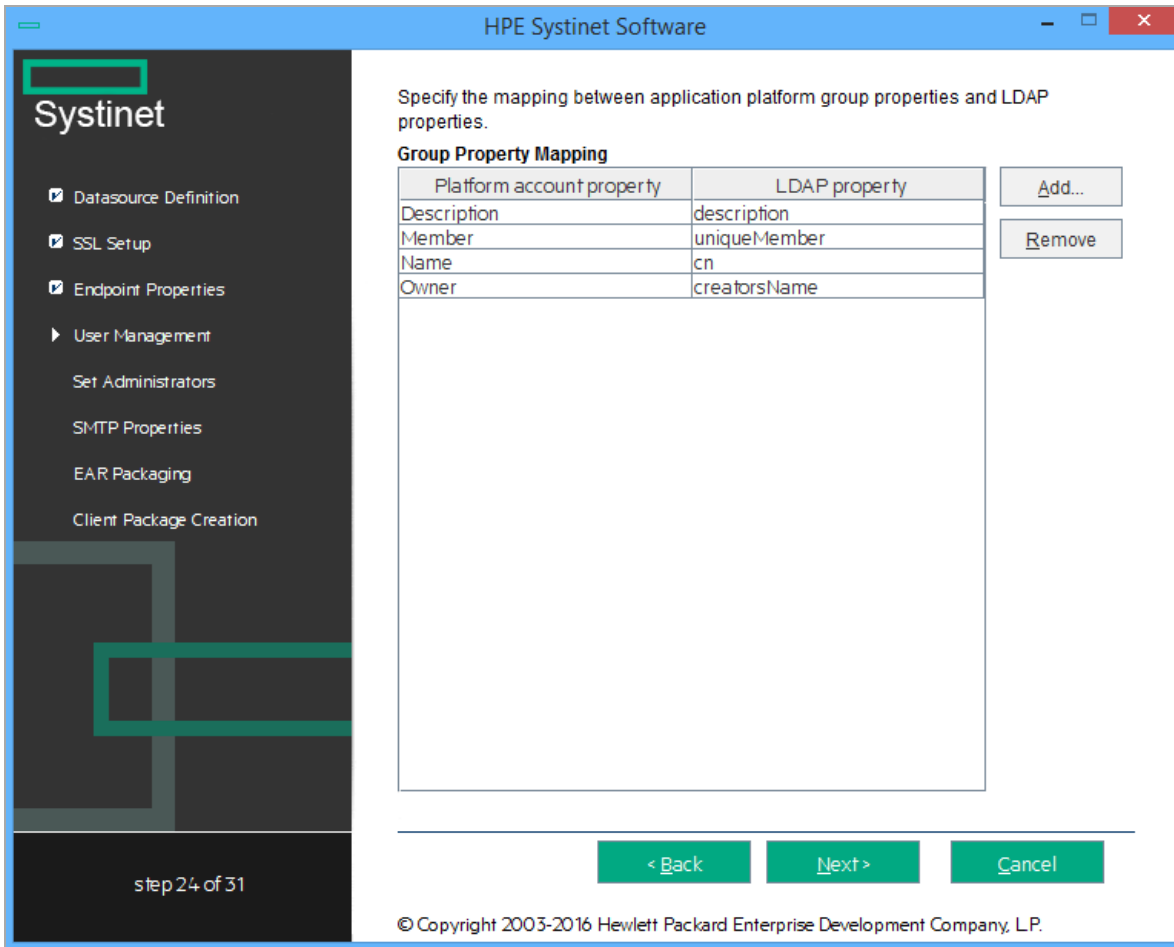 HPE Systinet Software
Systinet
Datasource Definition
SSL Setup
Endpoint Properties
User Management
Set Administrators
SMTP Properties
EAR Packaging
Client Package Creation
step 24 of 31
Specify the mapping between application platform group properties and LDAP
properties.
Group Property Mapping
Platform account property LDAP property
Description description
Member uniqueMember
Name cn
Owner creatorsName
Add...
Remove
< Back Next > Cancel
© Copyright 2003-2016 Hewlett Packard Enterprise Development Company, L.P.